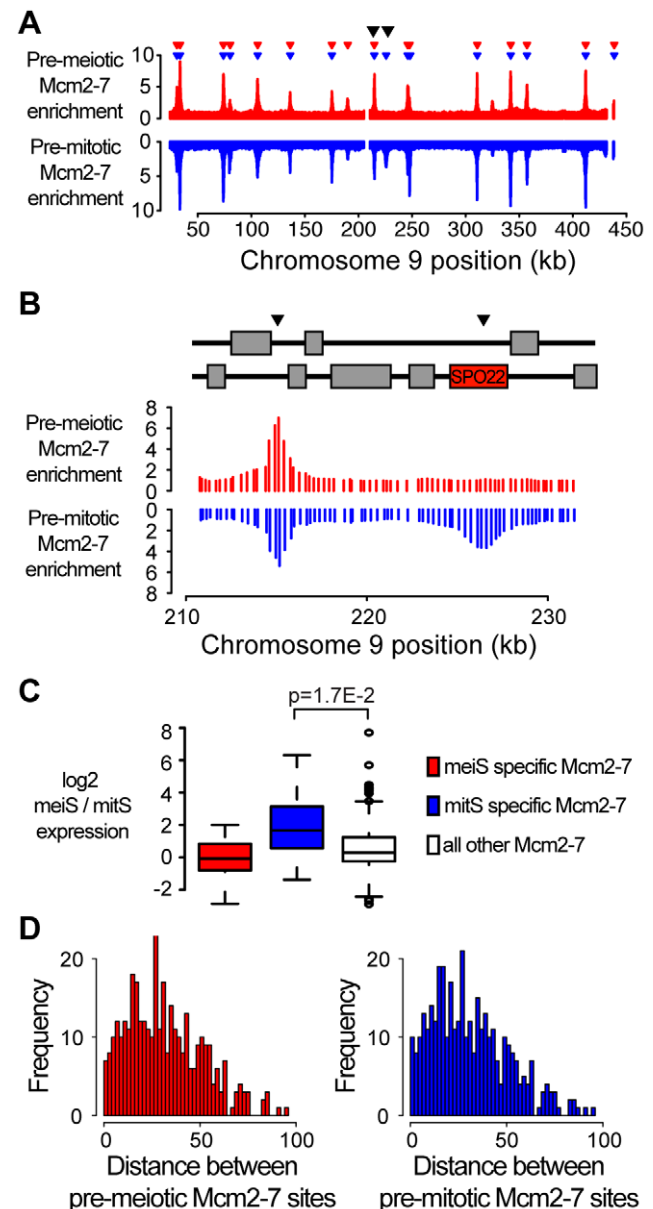 A
Pre-meiotic
Mcm2-7
enrichment
10
5
0
Pre-mitotic
Mcm2-7
enrichment
0
5
10
50 100 150 200 250 300 350 400 450
Chromosome 9 position (kb)
B
SPO22
Pre-meiotic
Mcm2-7
enrichment
8
6
4
2
0
Pre-mitotic
Mcm2-7
enrichment
0
2
4
6
8
210 220 230
Chromosome 9 position (kb)
C
p=1.7E-2
log2
meiS / mitS
expression
8
6
4
2
0
-2
meiS specific Mcm2-7
mitS specific Mcm2-7
all other Mcm2-7
D
Frequency
20
10
0
0 50 100
Distance between
pre-meiotic Mcm2-7 sites
Frequency
20
10
0
0 50 100
Distance between
pre-mitotic Mcm2-7 sites